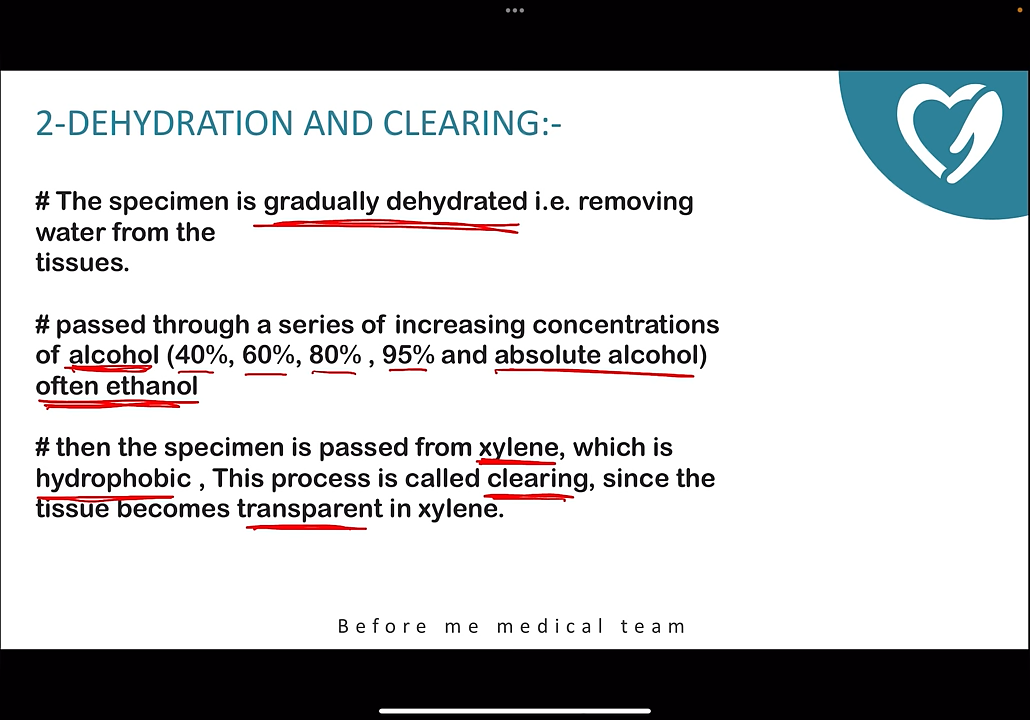 2-DEHYDRATION AND CLEARING:-
# The specimen is gradually dehydrated i.e. removing
water from the
tissues.
# passed through a series of increasing concentrations
of alcohol (40%, 60%, 80% , 95% and absolute alcohol)
often ethanol
# then the specimen is passed from xylene, which is
hydrophobic , This process is called clearing, since the
tissue becomes transparent in xylene.
Before me medical team